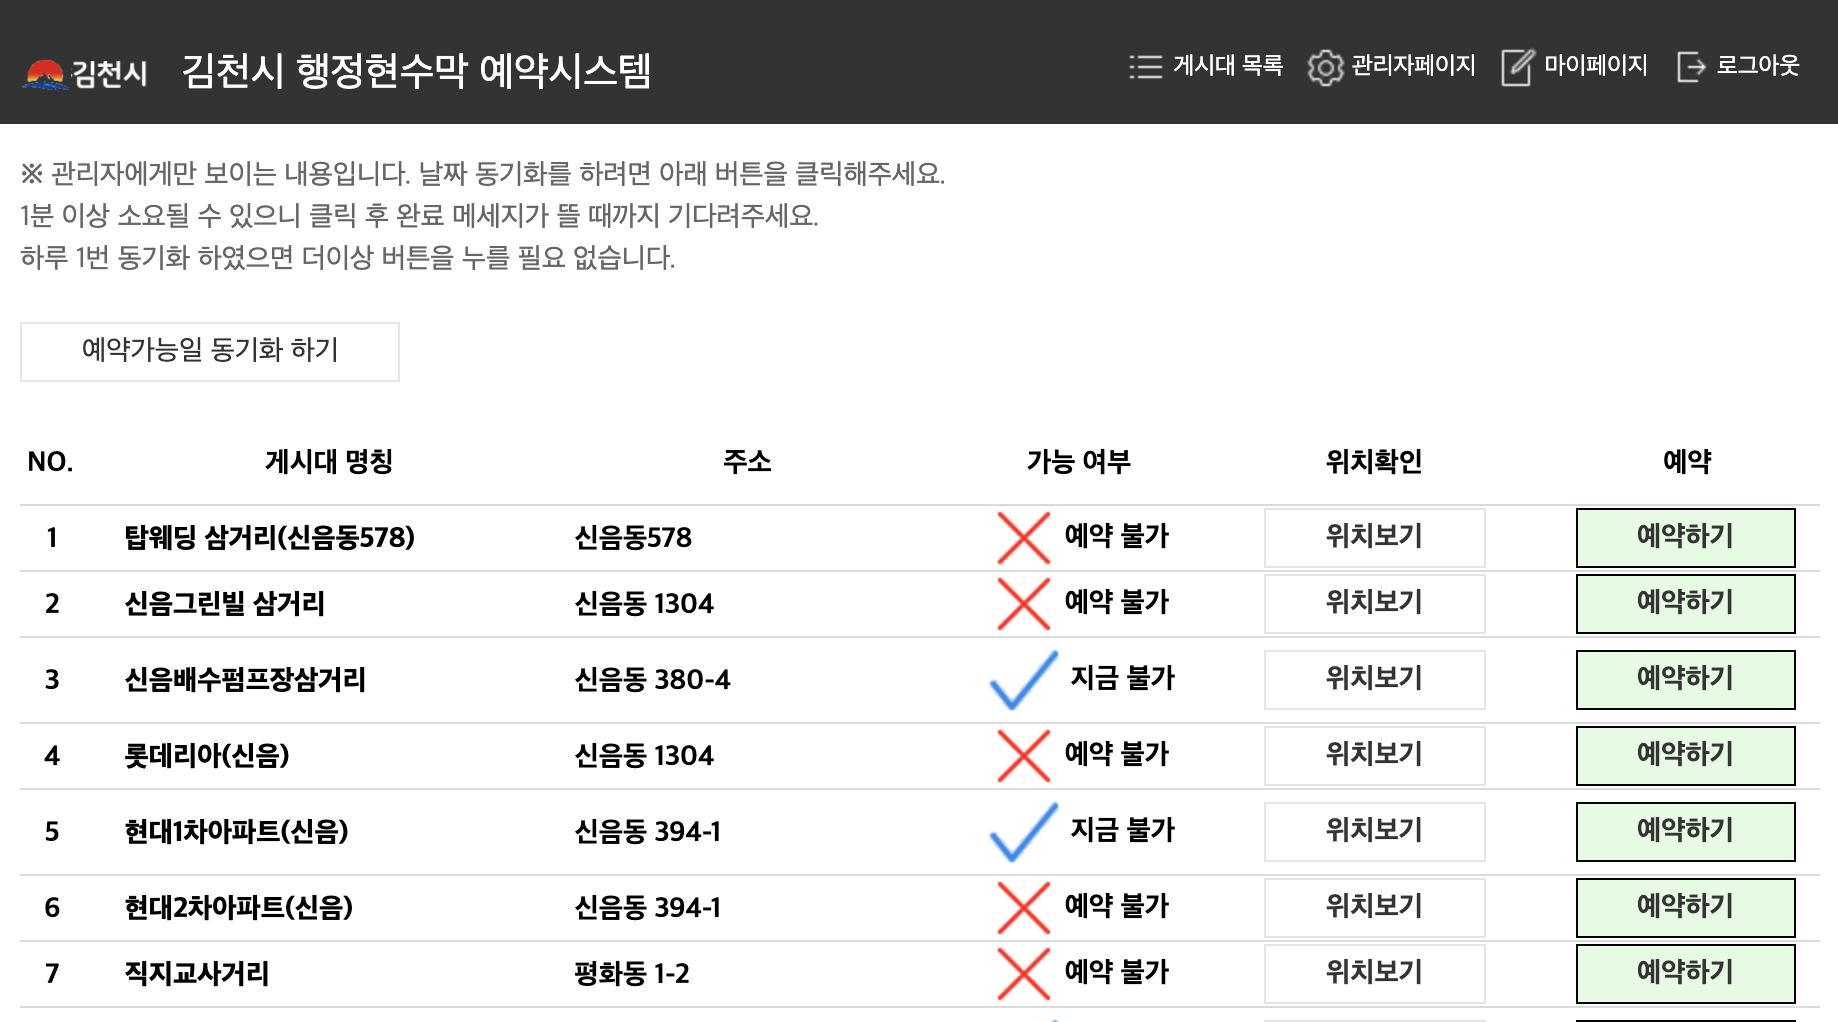 김천시 김천시 행정현수막 예약시스템 게시대 목록 관리자페이지 마이페이지 로그아웃
※ 관리자에게만 보이는 내용입니다. 날짜 동기화를 하려면 아래 버튼을 클릭해주세요.
1분 이상 소요될 수 있으니 클릭 후 완료 메세지가 뜰 때까지 기다려주세요.
하루 1번 동기화 하였으면 더이상 버튼을 누를 필요 없습니다.
예약가능일 동기화 하기
NO. 게시대 명칭 주소 가능 여부 위치확인 예약
1 탑웨딩 삼거리(신음동578) 신음동578 예약 불가 위치보기 예약하기
2 신음그린빌 삼거리 신음동 1304 예약 불가 위치보기 예약하기
3 신음배수펌프장삼거리 신음동 380-4 지금 불가 위치보기 예약하기
4 롯데리아(신음) 신음동 1304 예약 불가 위치보기 예약하기
5 현대1차아파트(신음) 신음동 394-1 지금 불가 위치보기 예약하기
6 현대2차아파트(신음) 신음동 394-1 예약 불가 위치보기 예약하기
7 직지교사거리 평화동 1-2 예약 불가 위치보기 예약하기